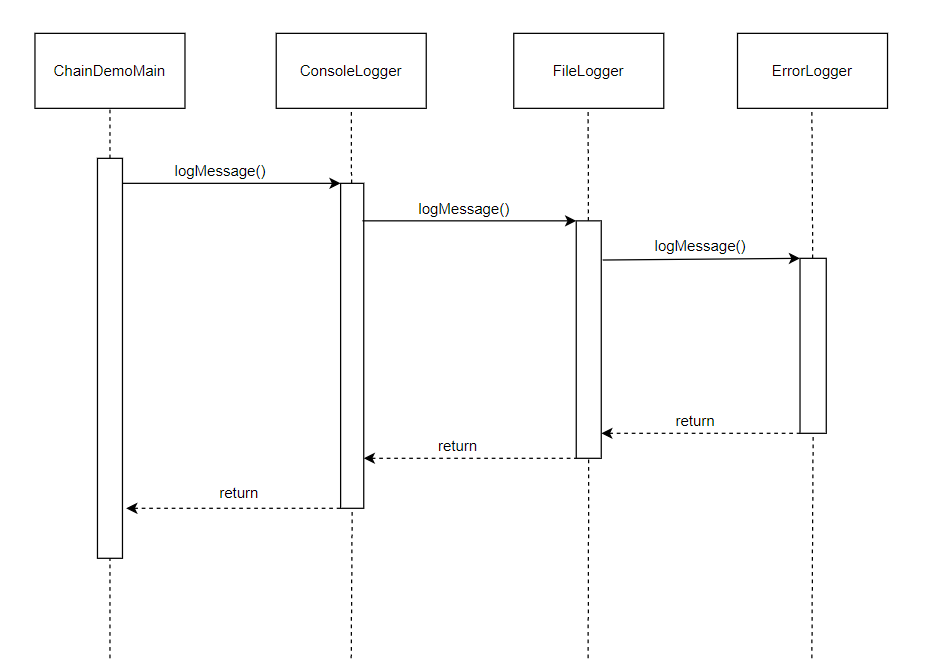 ChainDemoMain
ConsoleLogger
FileLogger
ErrorLogger
logMessage()
logMessage()
logMessage()
return
return
return